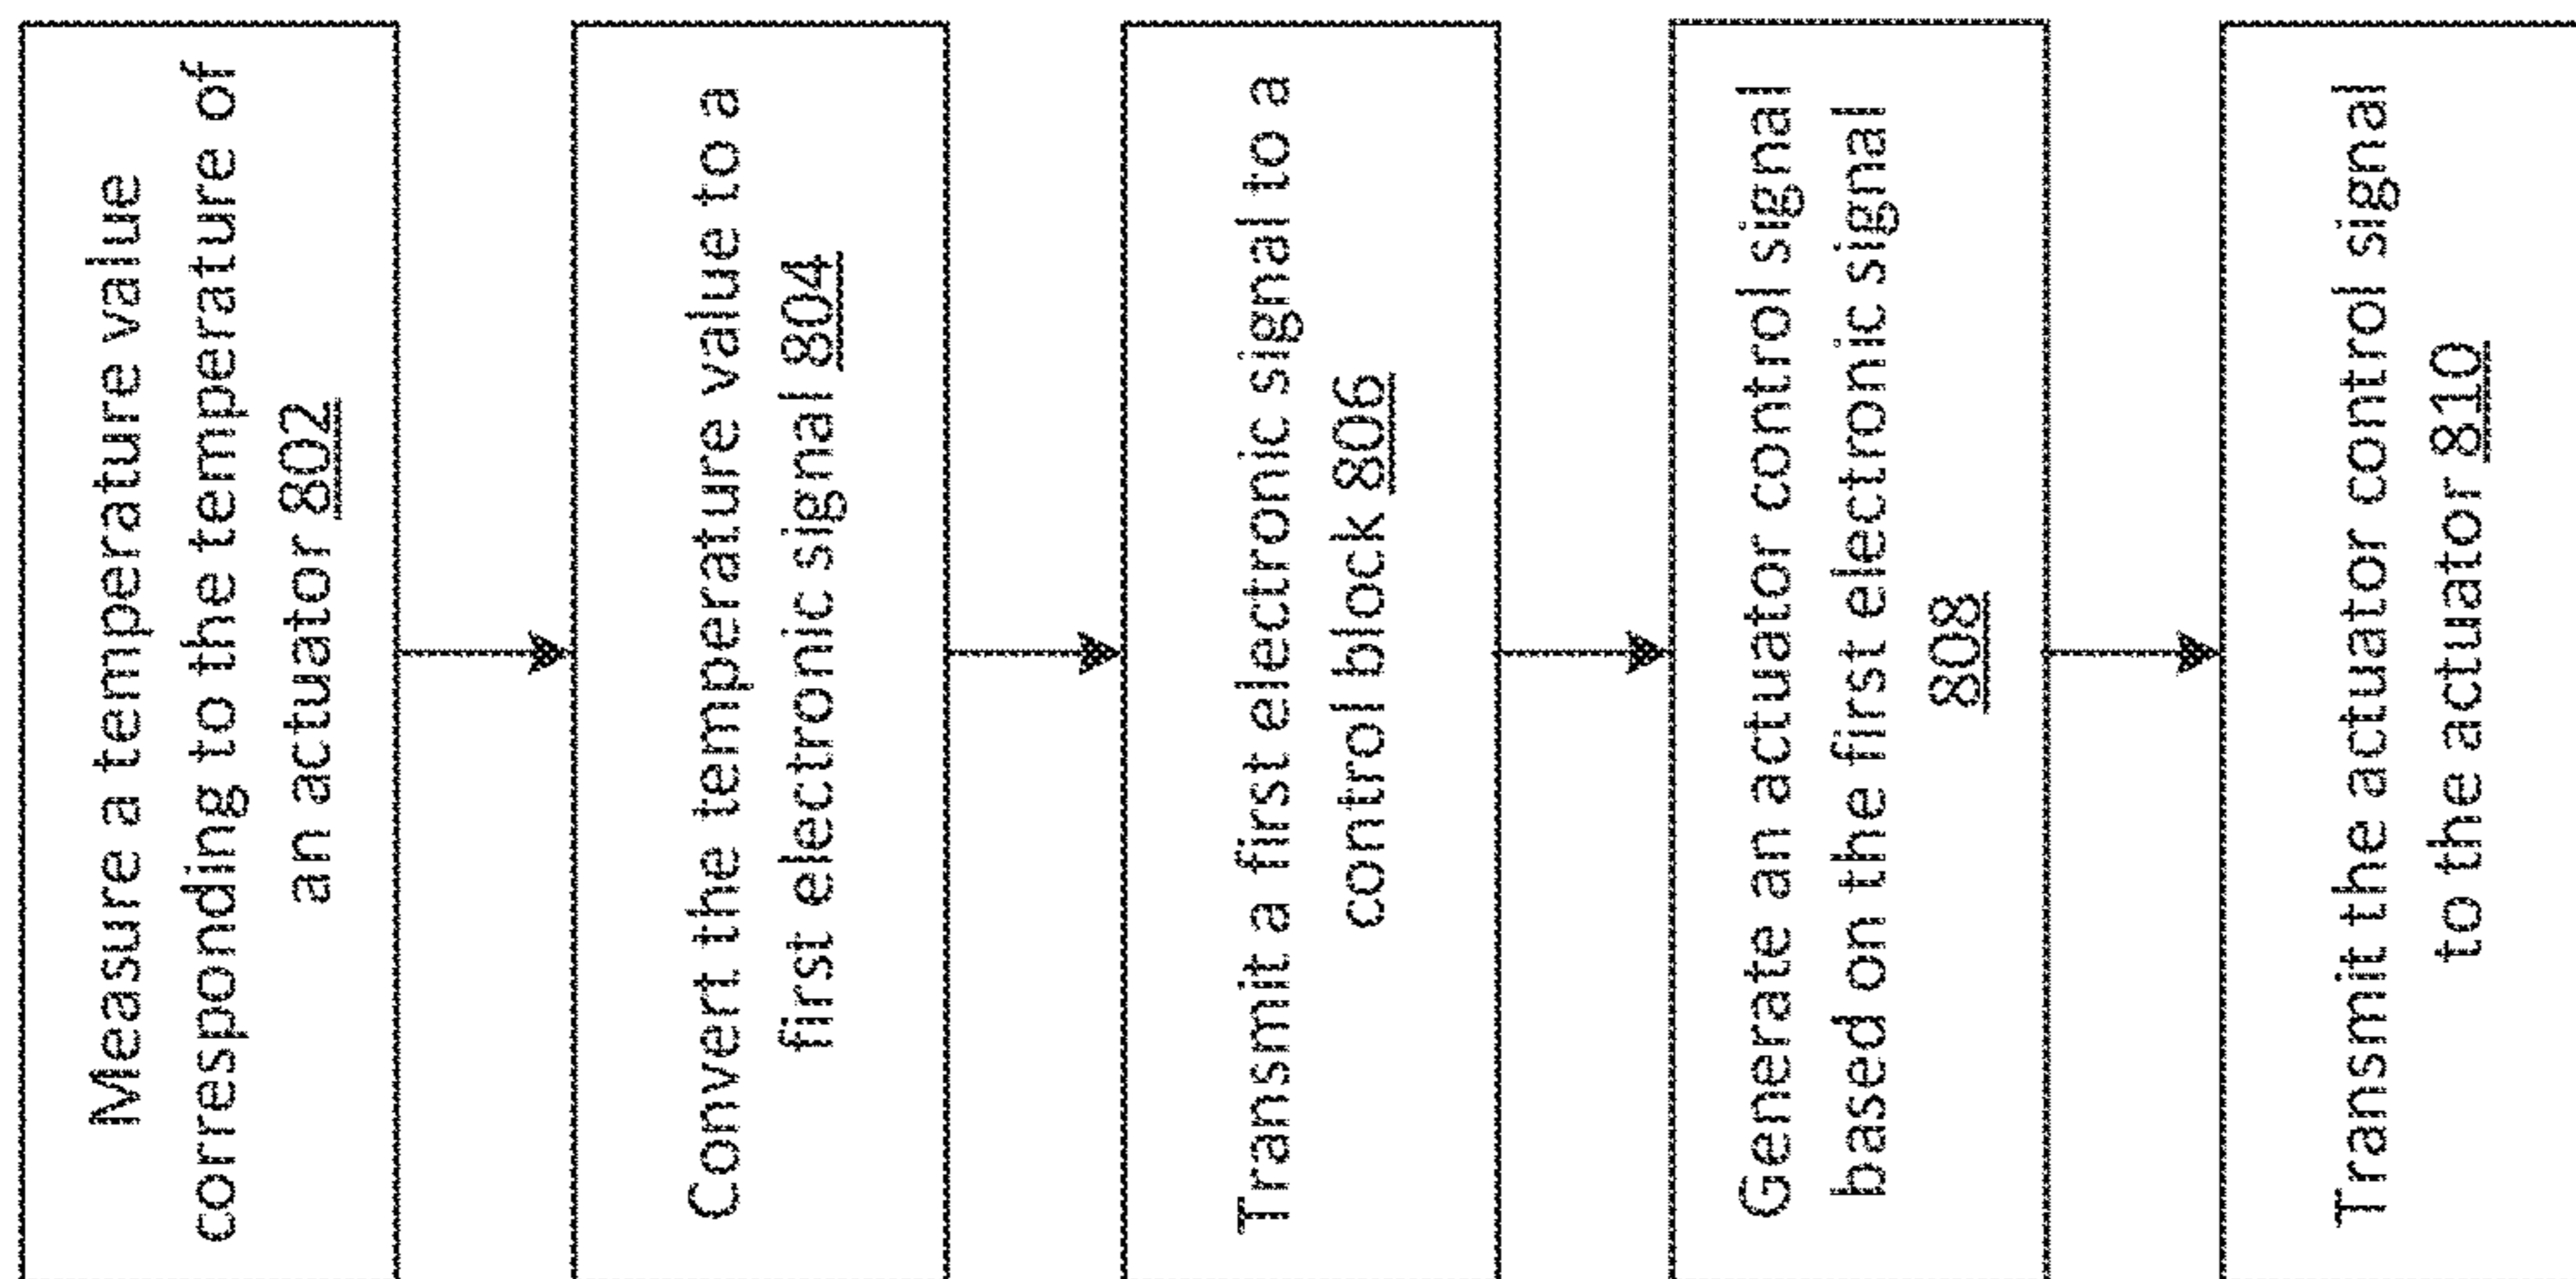 Measure a temperature value
corresponding to the temperature of
an actuator 802
Convert the temperature value to a
first electronic signal 804
Transmit a first electronic signal to a
control block 806
Generate an actuator control signal
based on the first electronic signal
808
Transmit the actuator control signal
to the actuator 810